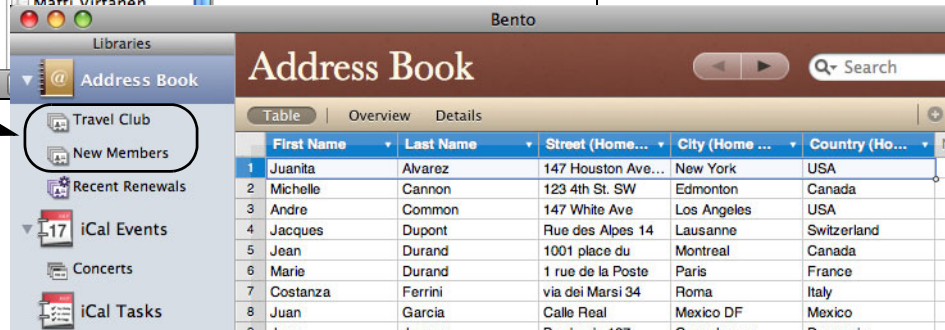 Matti Virtanen
Bento
Libraries
Address Book
Travel Club
New Members
Recent Renewals
17
iCal Events
Concerts
iCal Tasks
Address Book
Search
Table | Overview Details
First Name Last Name Street (Home... City (Home ... Country (Ho...
1 Juanita Alvarez 147 Houston Ave... New York USA
2 Michelle Cannon 123 4th St. SW Edmonton Canada
3 Andre Common 147 White Ave Los Angeles USA
4 Jacques Dupont Rue des Alpes 14 Lausanne Switzerland
5 Jean Durand 1001 place du Montreal Canada
6 Marie Durand 1 rue de la Poste Paris France
7 Costanza Ferrini via dei Marsi 34 Roma Italy
8 Juan Garcia Calle Real Mexico DF Mexico